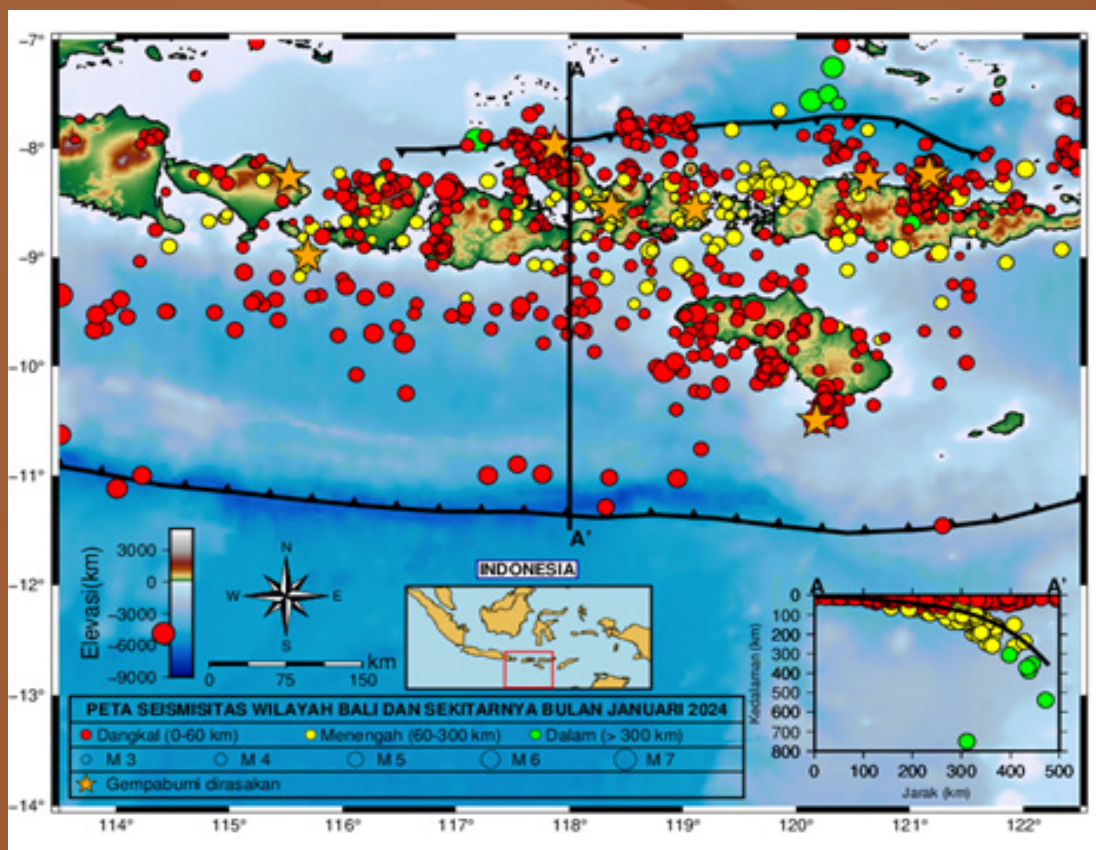 −7°
A
−8°
−9°
−10°
−11°
A'
−12°
−13°
−14°
Elevasi(km)
3000
0
−3000
−6000
−9000
N
W E
S
km
0 75 150
INDONESIA
A A'
Kedalaman (km)
0
100
200
300
400
500
600
700
800
0 100 200 300 400 500
Jarak (km)
PETA SEISMISITAS WILAYAH BALI DAN SEKITARNYA BULAN JANUARI 2024
Dangkal (0-60 km) Menengah (60-300 km) Dalam (> 300 km)
M 3 M 4 M 5 M 6 M 7
Gempabumi dirasakan
114° 115° 116° 117° 118° 119° 120° 121° 122°